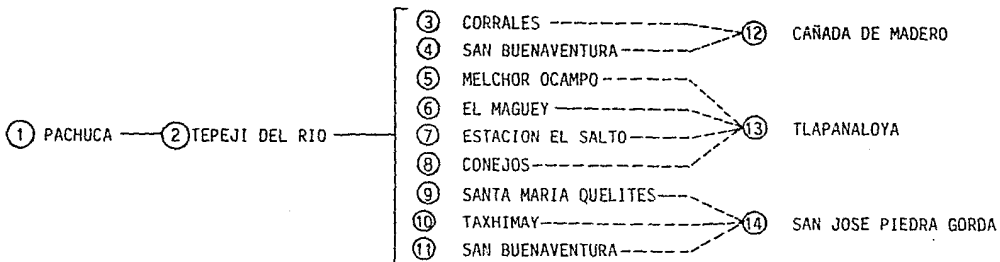 ③ CORRALES
⑫ CAÑADA DE MADERO
④ SAN BUENAVENTURA
⑤ MELCHOR OCAMPO
⑥ EL MAGUEY
① PACHUCA ② TEPEJI DEL RIO
⑦ ESTACION EL SALTO
⑬ TLAPANALOYA
⑧ CONEJOS
⑨ SANTA MARIA QUELITES
⑩ TAXHIMAY
⑭ SAN JOSE PIEDRA GORDA
⑪ SAN BUENAVENTURA